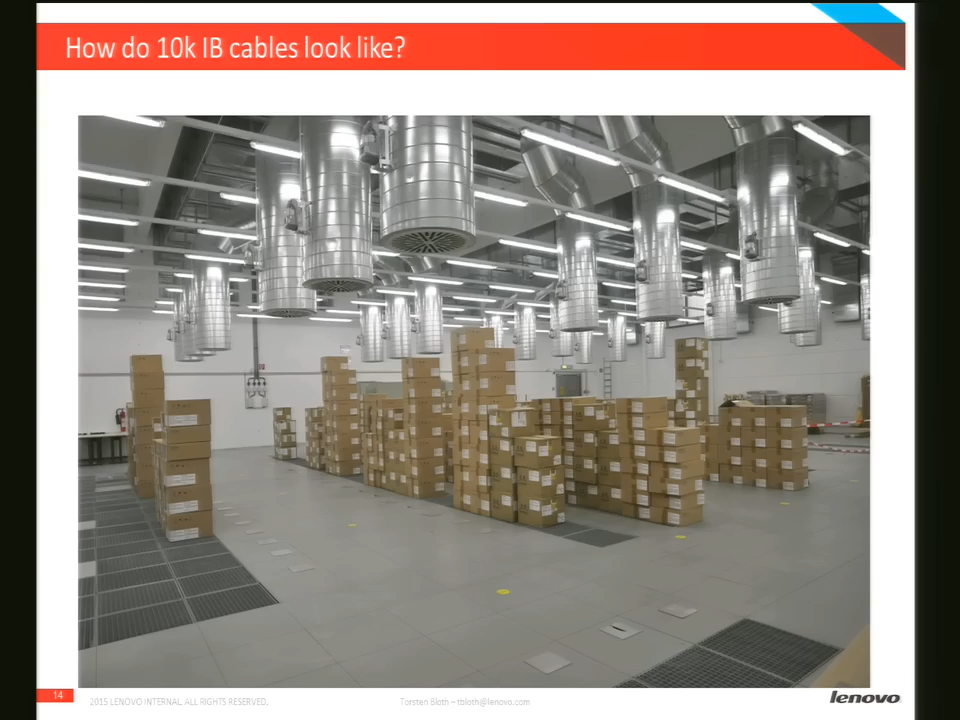 How do 10k IB cables look like?
14
2015 LENOVO INTERNAL. ALL RIGHTS RESERVED.
Torsten Bloth – tbloth@lenovo.com
lenovo